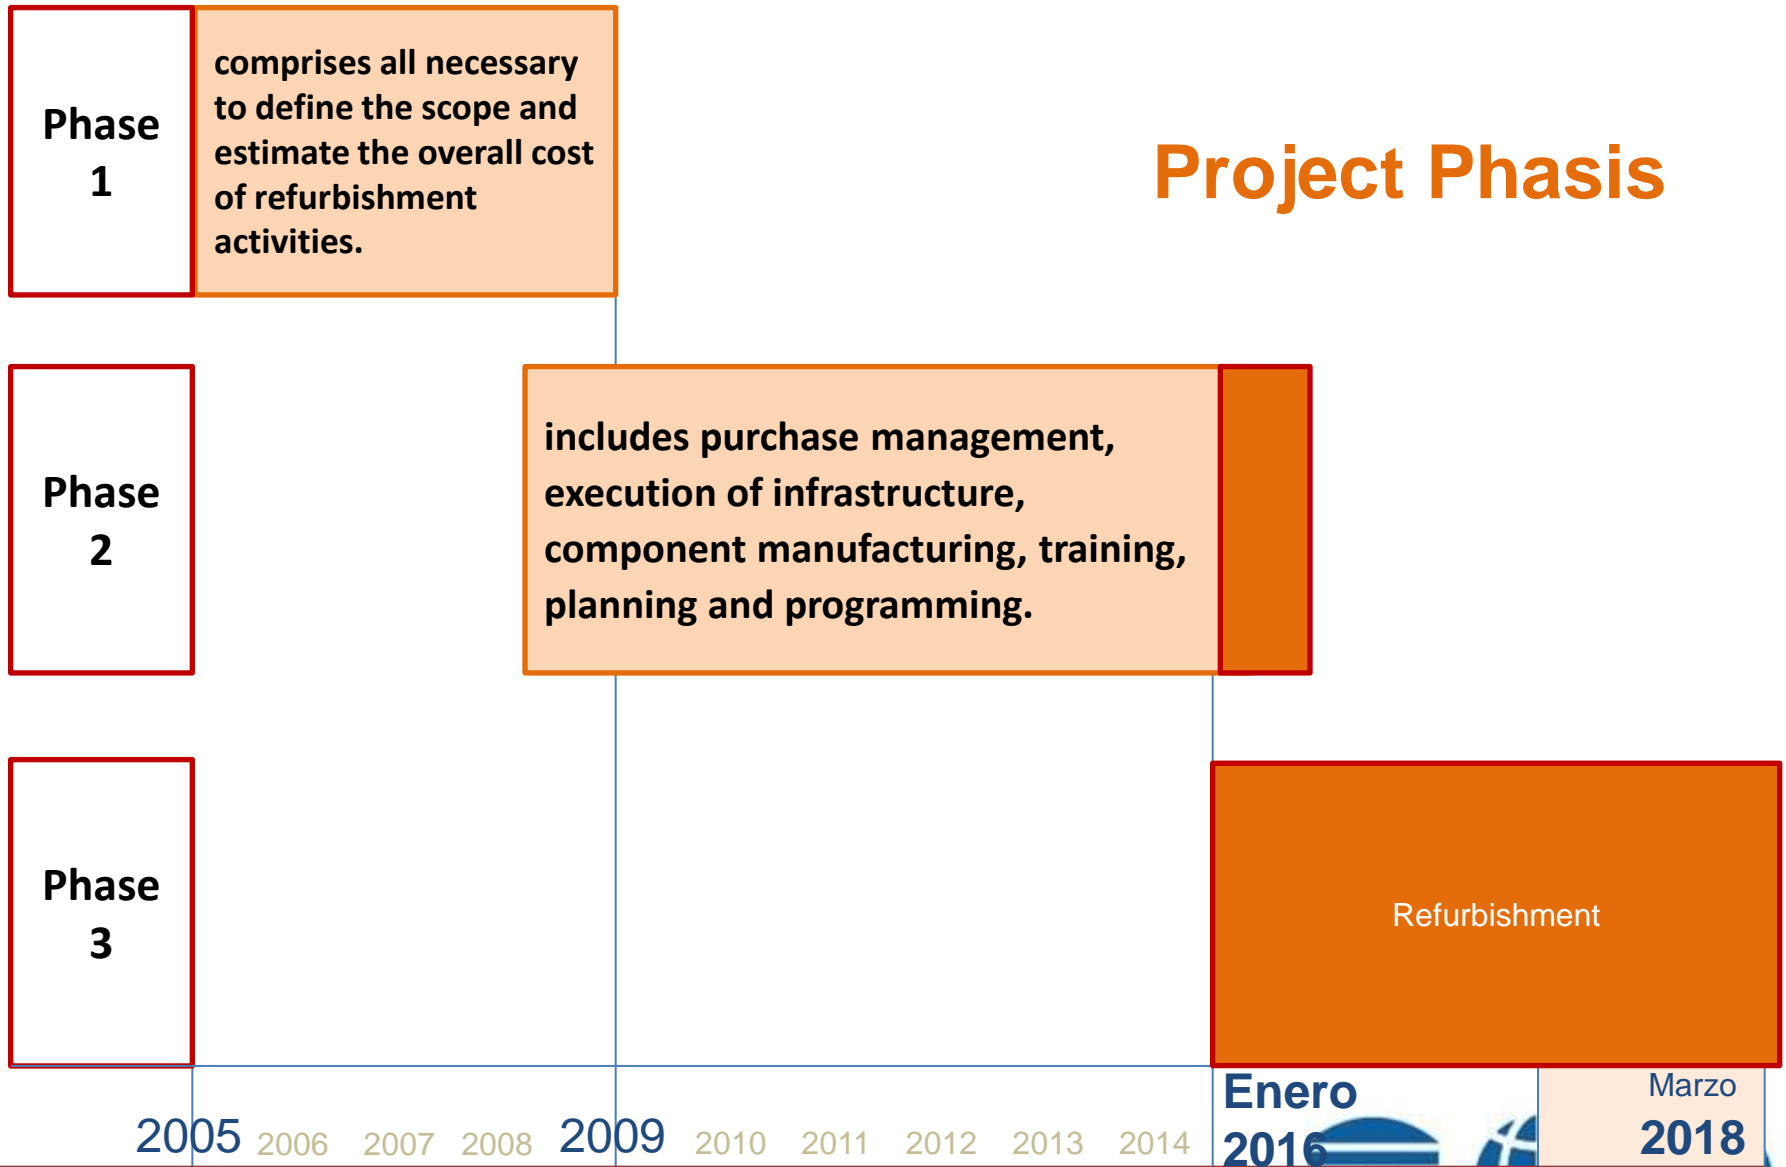 Phase
1
comprises all necessary
to define the scope and
estimate the overall cost
of refurbishment
activities.
Project Phasis
Phase
2
includes purchase management,
execution of infrastructure,
component manufacturing, training,
planning and programming.
Phase
3
Refurbishment
2005 2006 2007 2008 2009 2010 2011 2012 2013 2014
Enero
2016
Marzo
2018